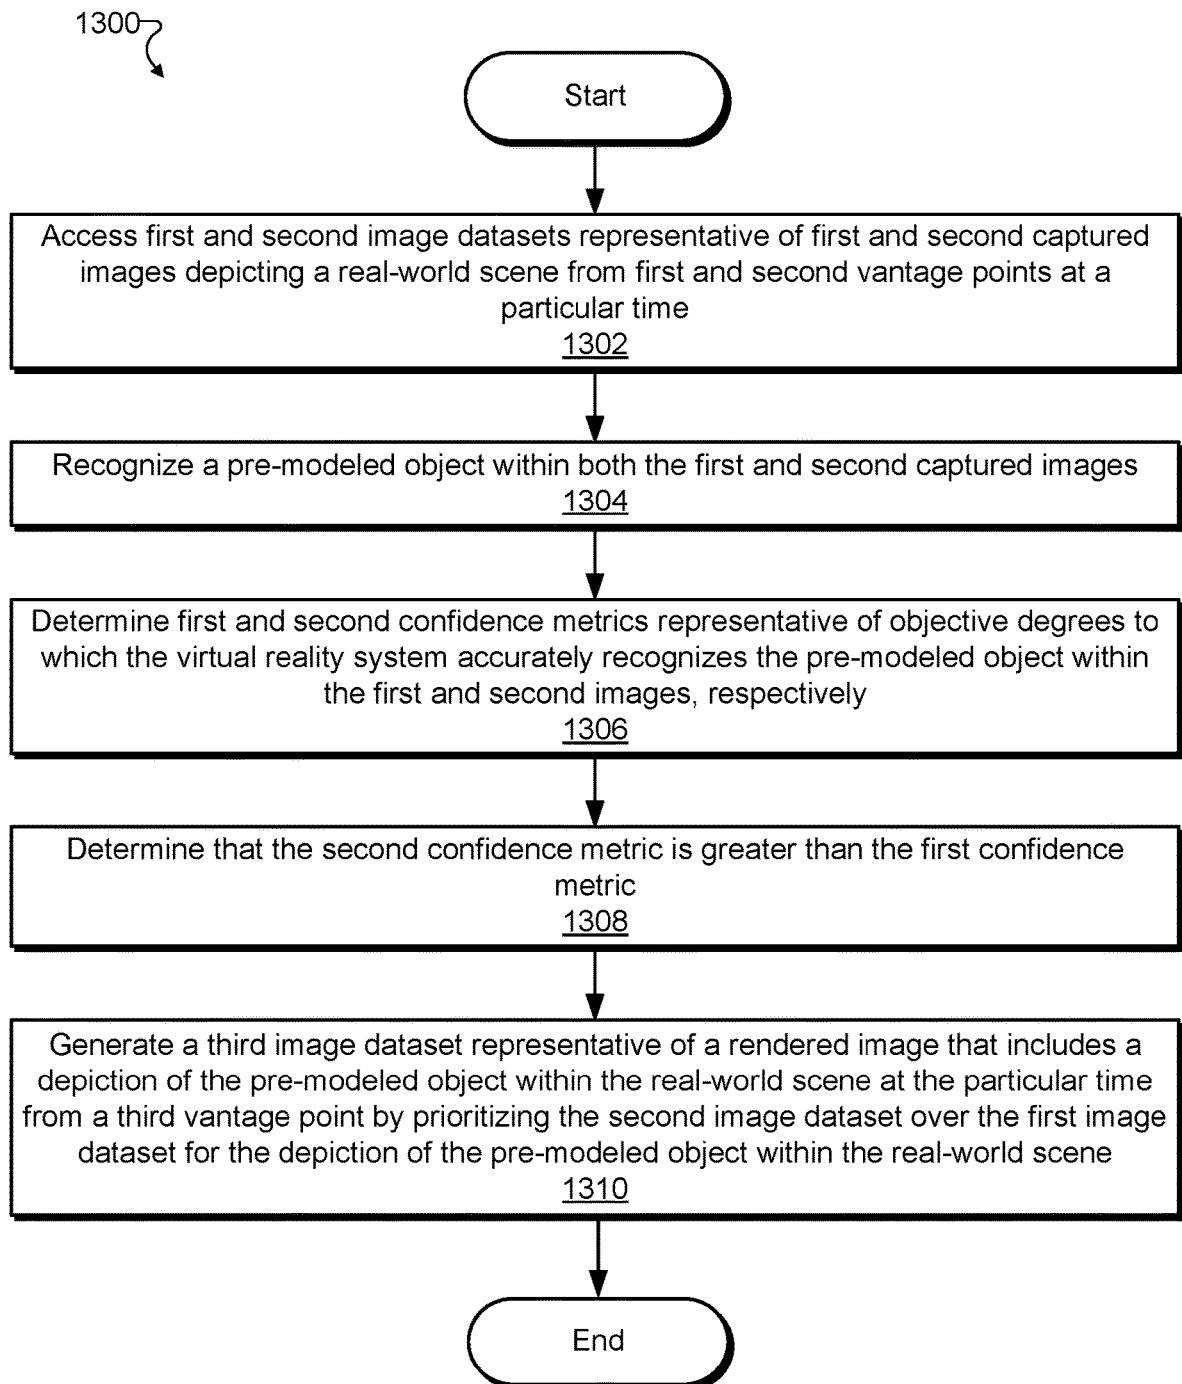 1300
Start
Access first and second image datasets representative of first and second captured
images depicting a real-world scene from first and second vantage points at a
particular time
1302
Recognize a pre-modeled object within both the first and second captured images
1304
Determine first and second confidence metrics representative of objective degrees to
which the virtual reality system accurately recognizes the pre-modeled object within
the first and second images, respectively
1306
Determine that the second confidence metric is greater than the first confidence
metric
1308
Generate a third image dataset representative of a rendered image that includes a
depiction of the pre-modeled object within the real-world scene at the particular time
from a third vantage point by prioritizing the second image dataset over the first image
dataset for the depiction of the pre-modeled object within the real-world scene
1310
End